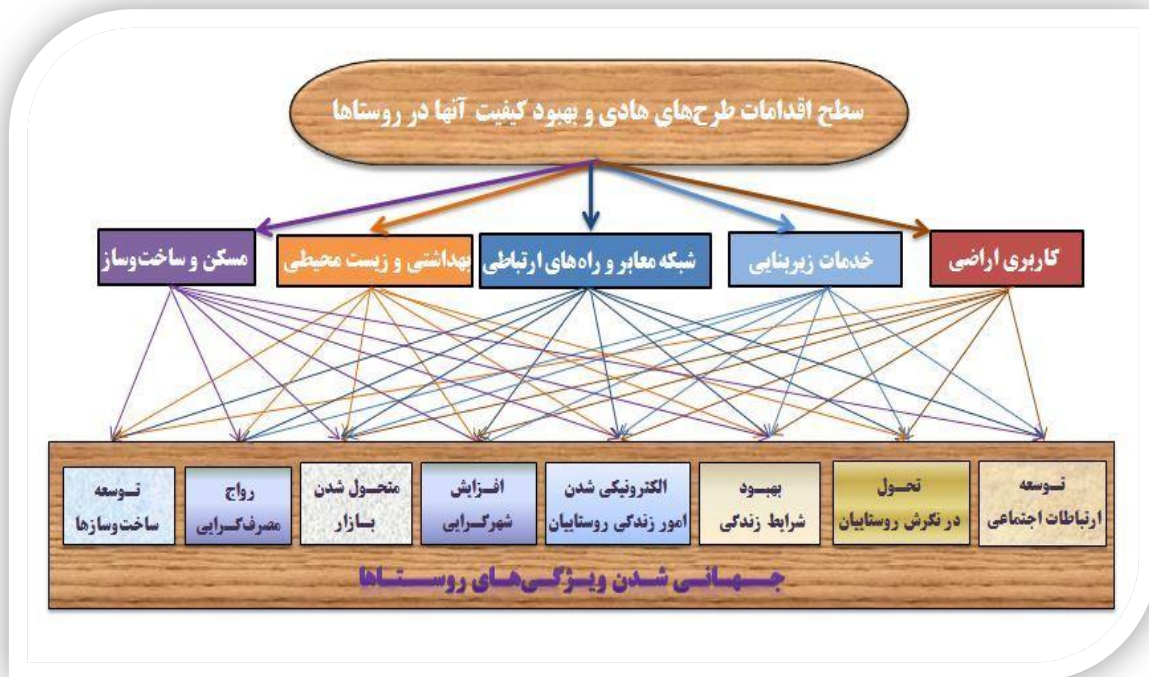 سطح اقدامات طرح‌های هادی و بهبود کیفیت آنها در روستاها
کاربری اراضی
خدمات زیربنایی
شبکه معابر و راه‌های ارتباطی
بهداشتی و زیست محیطی
مسکن و ساخت‌وساز
توسعه
ارتباطات اجتماعی
تحول
در نگرش روستاییان
بهبود
شرایط زندگی
الکترونیکی شدن
امور زندگی روستاییان
افزایش
شهرگرایی
متحول شدن
بازار
رواج
مصرف‌گرایی
توسعه
ساخت‌وسازها
جهانی شدن ویژگی‌های روستاها